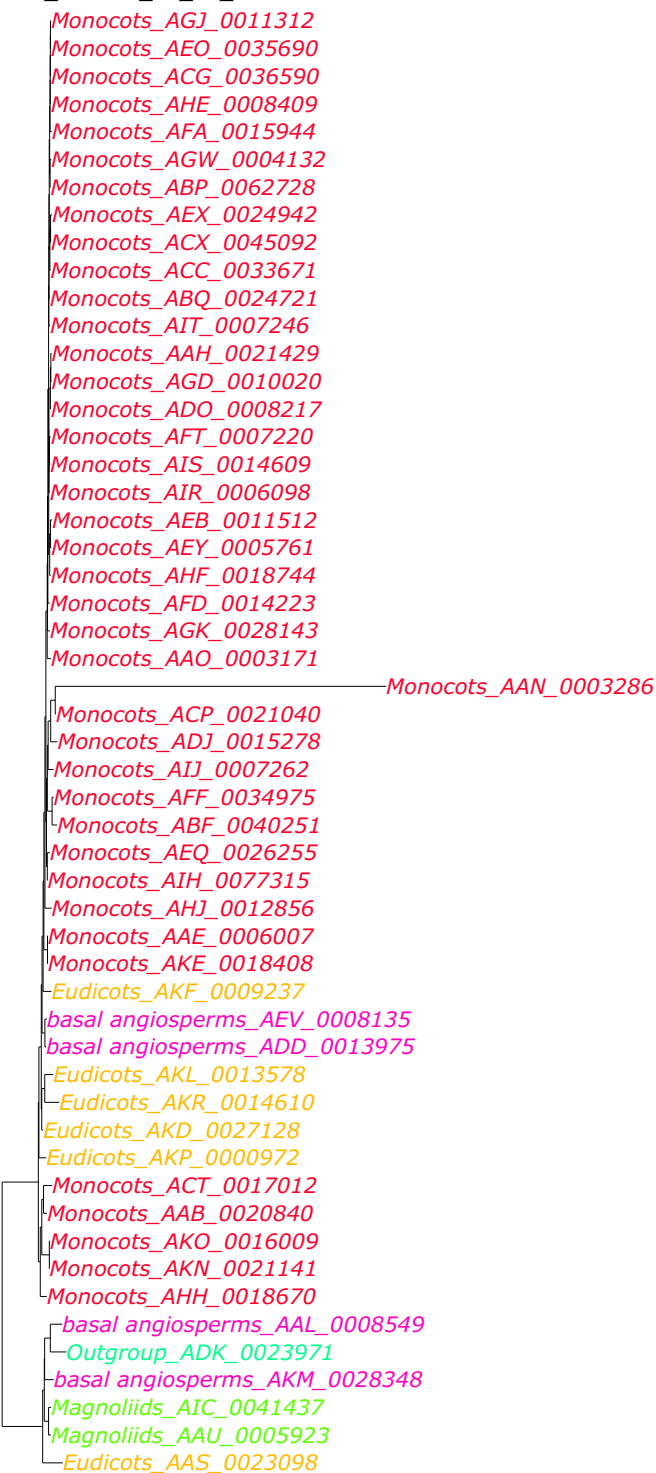 Monocots_AGJ_0011312
Monocots_AEO_0035690
Monocots_ACG_0036590
Monocots_AHE_0008409
Monocots_AFA_0015944
Monocots_AGW_0004132
Monocots_ABP_0062728
Monocots_AEX_0024942
Monocots_ACX_0045092
Monocots_ACC_0033671
Monocots_ABQ_0024721
Monocots_AIT_0007246
Monocots_AAH_0021429
Monocots_AGD_0010020
Monocots_ADO_0008217
Monocots_AFT_0007220
Monocots_AIS_0014609
Monocots_AIR_0006098
Monocots_AEB_0011512
Monocots_AEY_0005761
Monocots_AHF_0018744
Monocots_AFD_0014223
Monocots_AGK_0028143
Monocots_AAO_0003171
Monocots_AAN_0003286
Monocots_ACP_0021040
Monocots_ADJ_0015278
Monocots_AIJ_0007262
Monocots_AFF_0034975
Monocots_ABF_0040251
Monocots_AEQ_0026255
Monocots_AIH_0077315
Monocots_AHJ_0012856
Monocots_AAE_0006007
Monocots_AKE_0018408
Eudicots_AKF_0009237
basal angiosperms_AEV_0008135
basal angiosperms_ADD_0013975
Eudicots_AKL_0013578
Eudicots_AKR_0014610
Eudicots_AKD_0027128
Eudicots_AKP_0000972
Monocots_ACT_0017012
Monocots_AAB_0020840
Monocots_AKO_0016009
Monocots_AKN_0021141
Monocots_AHH_0018670
basal angiosperms_AAL_0008549
Outgroup_ADK_0023971
basal angiosperms_AKM_0028348
Magnoliids_AIC_0041437
Magnoliids_AAU_0005923
Eudicots_AAS_0023098